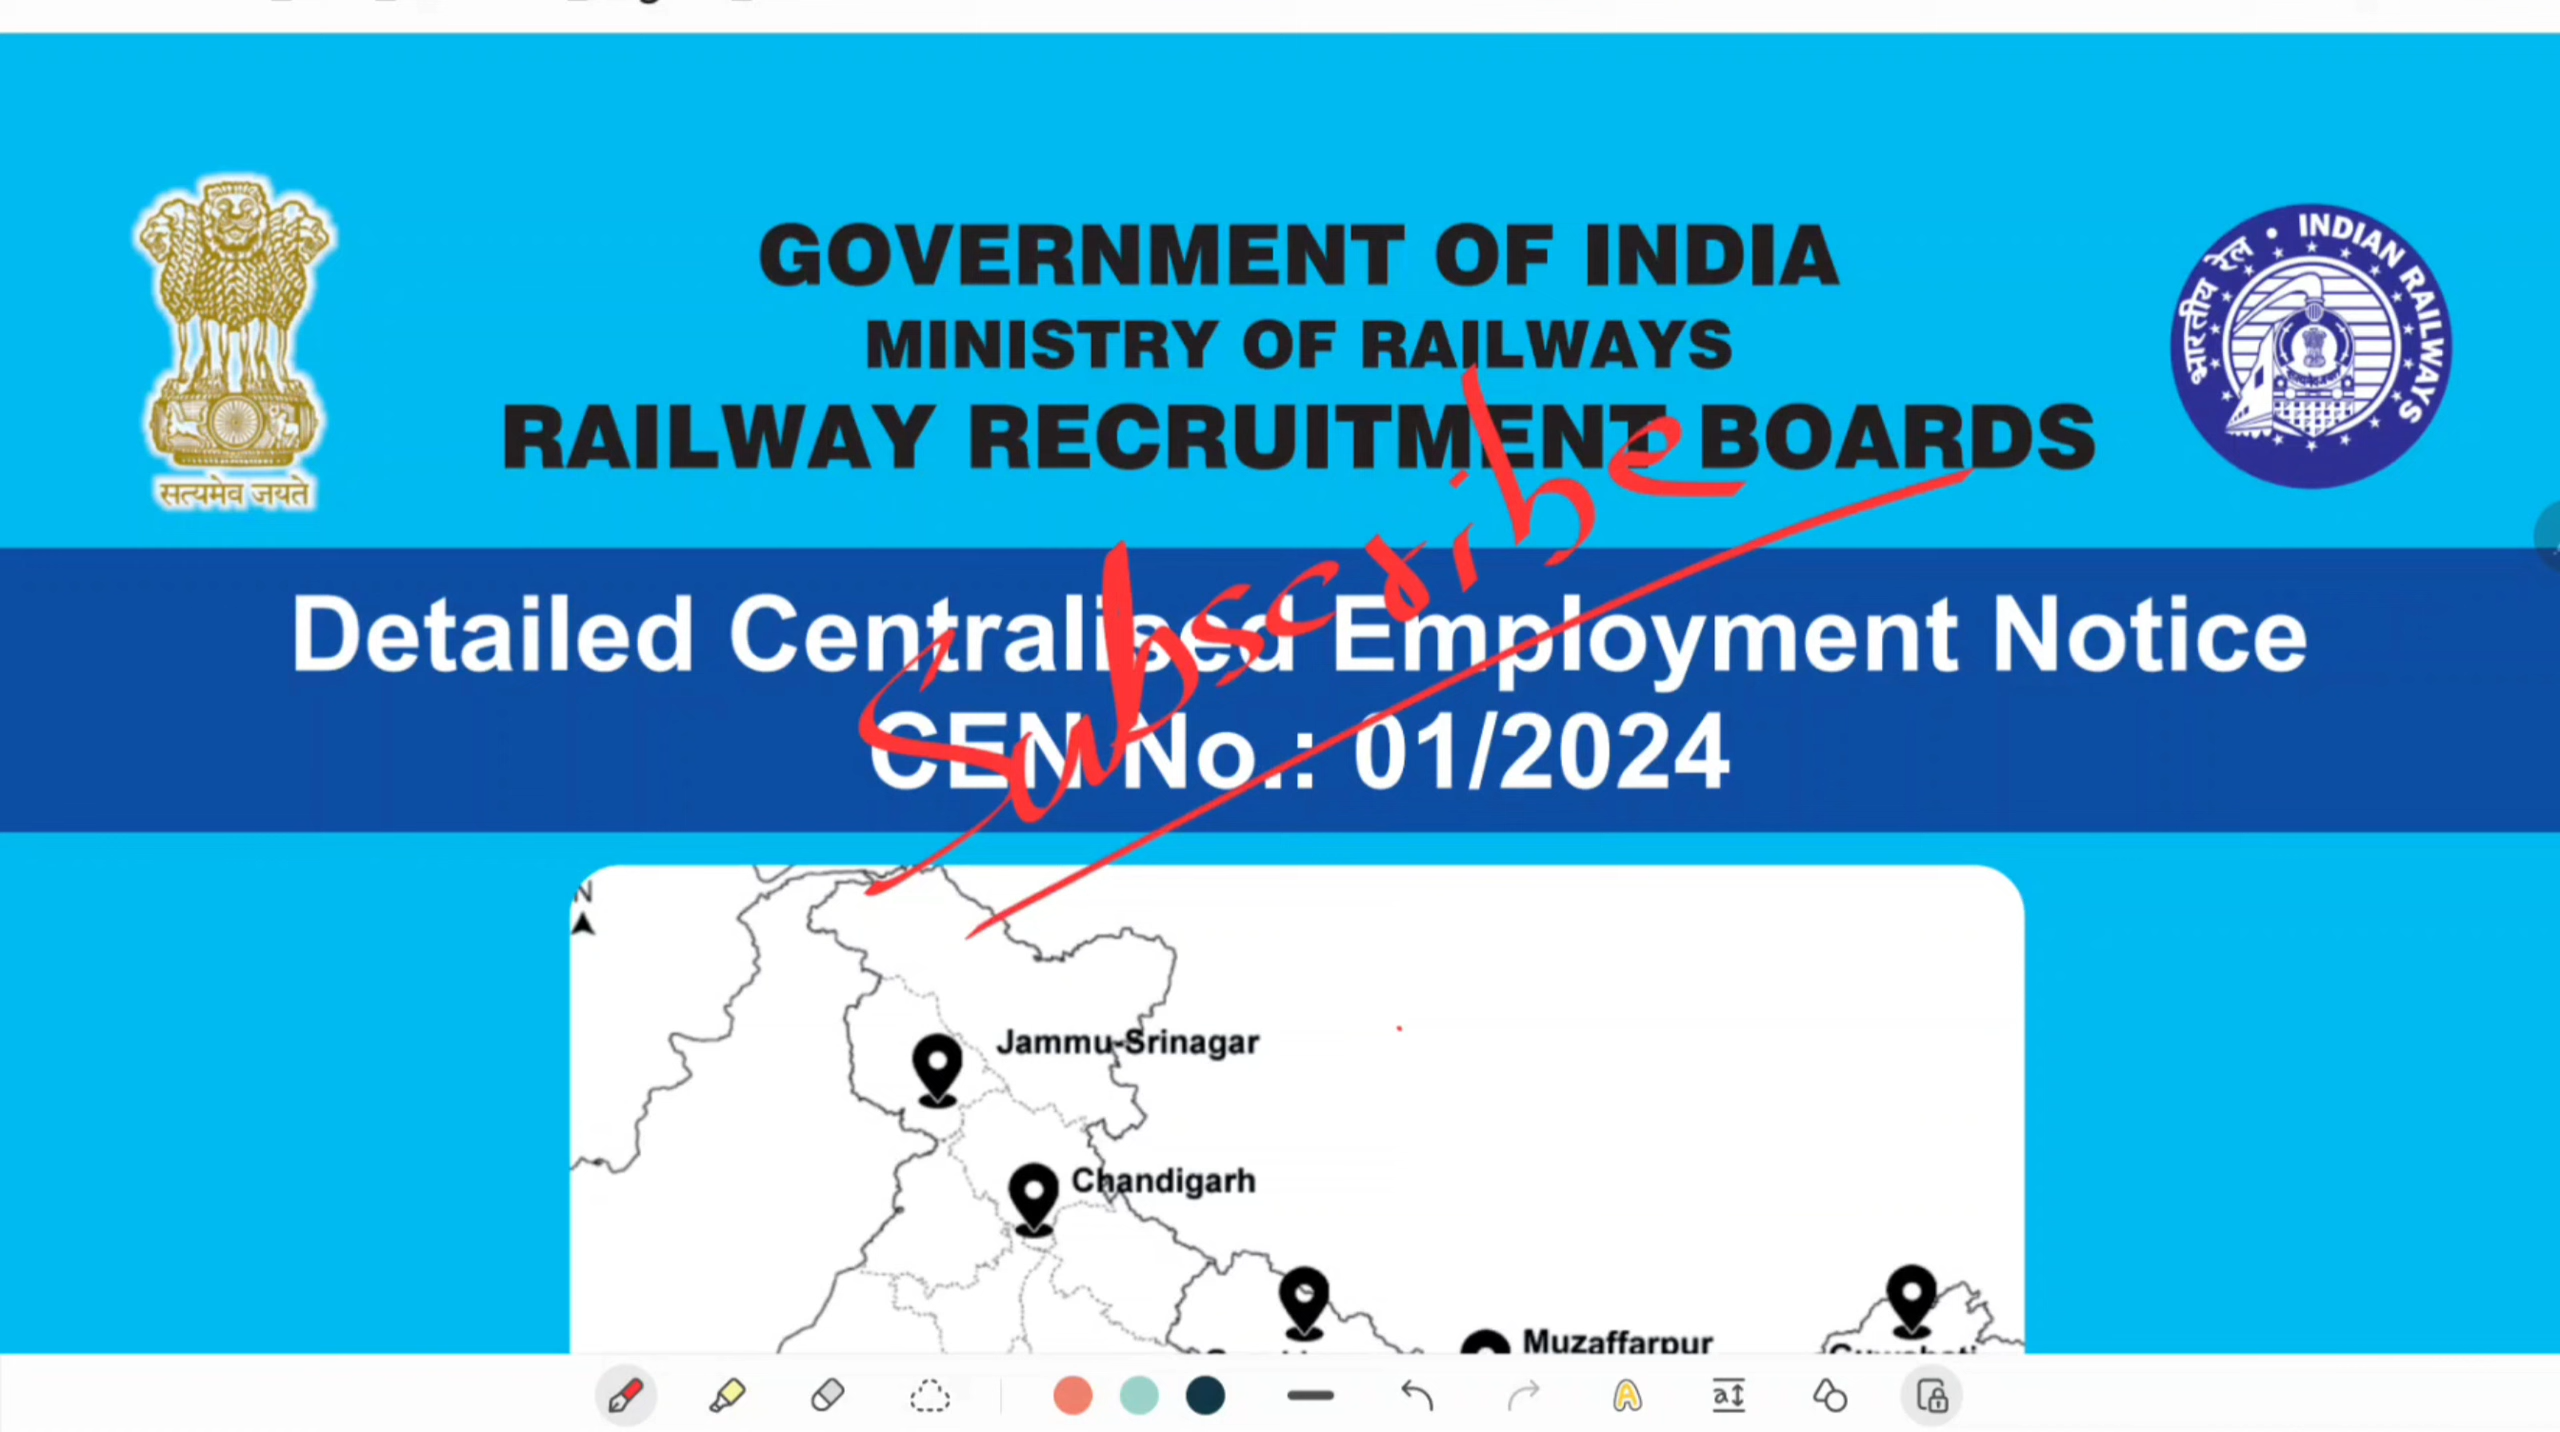 GOVERNMENT OF INDIA
MINISTRY OF RAILWAYS
RAILWAY RECRUITMENT BOARDS
सत्यमेव जयते
भारतीय रेल • INDIAN RAILWAYS
Subscribe
Detailed Centralised Employment Notice
CEN No.: 01/2024
N
Jammu-Srinagar
Chandigarh
Muzaffarpur
Guwahati